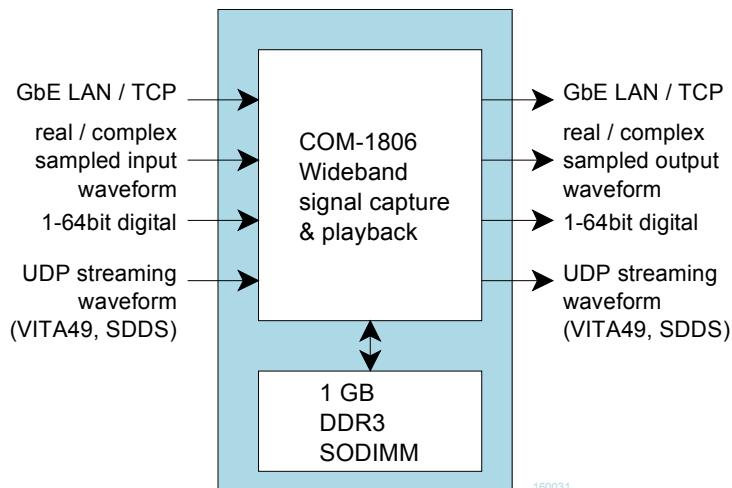 GbE LAN / TCP
real / complex
sampled input
waveform
1-64bit digital
UDP streaming
waveform
(VITA49, SDDS)
COM-1806
Wideband
signal capture
& playback
1 GB
DDR3
SODIMM
GbE LAN / TCP
real / complex
sampled output
waveform
1-64bit digital
UDP streaming
waveform
(VITA49, SDDS)
160031